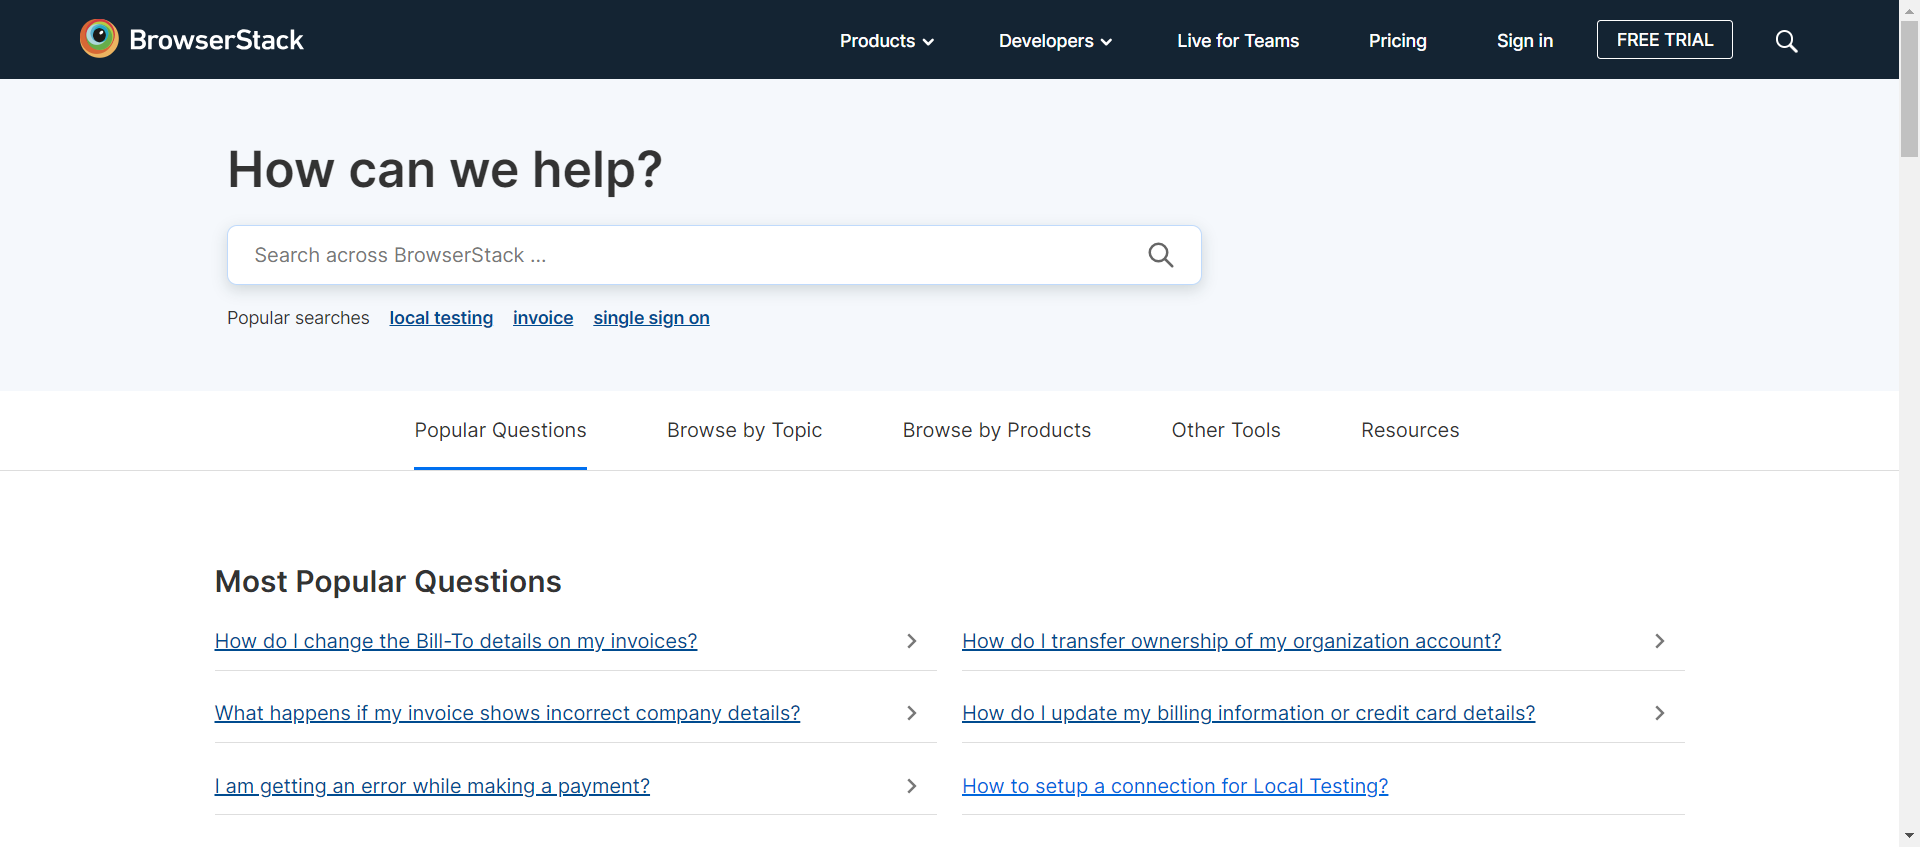 BrowserStack
Products
Developers
Live for Teams
Pricing
Sign in
FREE TRIAL
How can we help?
Search across BrowserStack ...
Popular searches local testing invoice single sign on
Popular Questions
Browse by Topic
Browse by Products
Other Tools
Resources
Most Popular Questions
How do I change the Bill-To details on my invoices?
How do I transfer ownership of my organization account?
What happens if my invoice shows incorrect company details?
How do I update my billing information or credit card details?
I am getting an error while making a payment?
How to setup a connection for Local Testing?